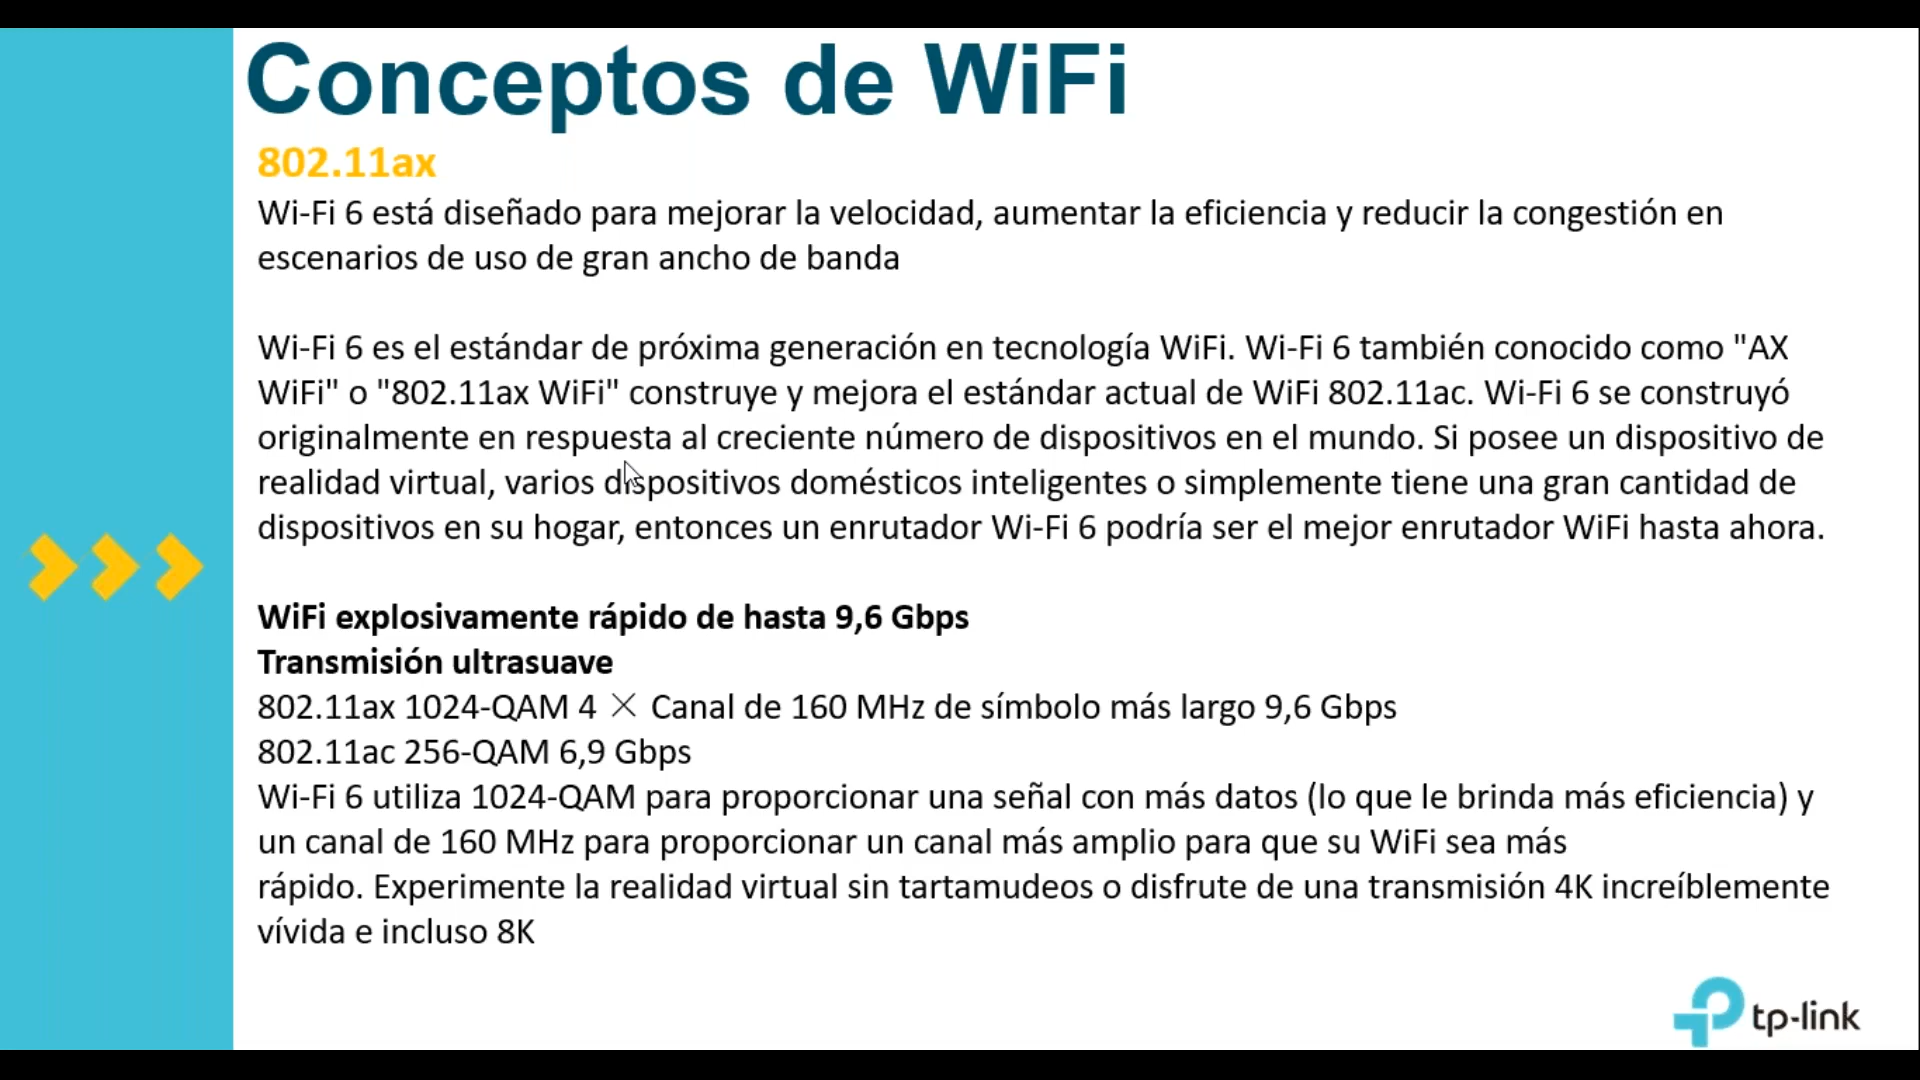 Conceptos de WiFi
802.11ax
Wi-Fi 6 está diseñado para mejorar la velocidad, aumentar la eficiencia y reducir la congestión en
escenarios de uso de gran ancho de banda
Wi-Fi 6 es el estándar de próxima generación en tecnología WiFi. Wi-Fi 6 también conocido como "AX
WiFi" o "802.11ax WiFi" construye y mejora el estándar actual de WiFi 802.11ac. Wi-Fi 6 se construyó
originalmente en respuesta al creciente número de dispositivos en el mundo. Si posee un dispositivo de
realidad virtual, varios dispositivos domésticos inteligentes o simplemente tiene una gran cantidad de
dispositivos en su hogar, entonces un enrutador Wi-Fi 6 podría ser el mejor enrutador WiFi hasta ahora.
WiFi explosivamente rápido de hasta 9,6 Gbps
Transmisión ultrasuave
802.11ax 1024-QAM 4 × Canal de 160 MHz de símbolo más largo 9,6 Gbps
802.11ac 256-QAM 6,9 Gbps
Wi-Fi 6 utiliza 1024-QAM para proporcionar una señal con más datos (lo que le brinda más eficiencia) y
un canal de 160 MHz para proporcionar un canal más amplio para que su WiFi sea más
rápido. Experimente la realidad virtual sin tartamudeos o disfrute de una transmisión 4K increíblemente
vívida e incluso 8K
tp-link